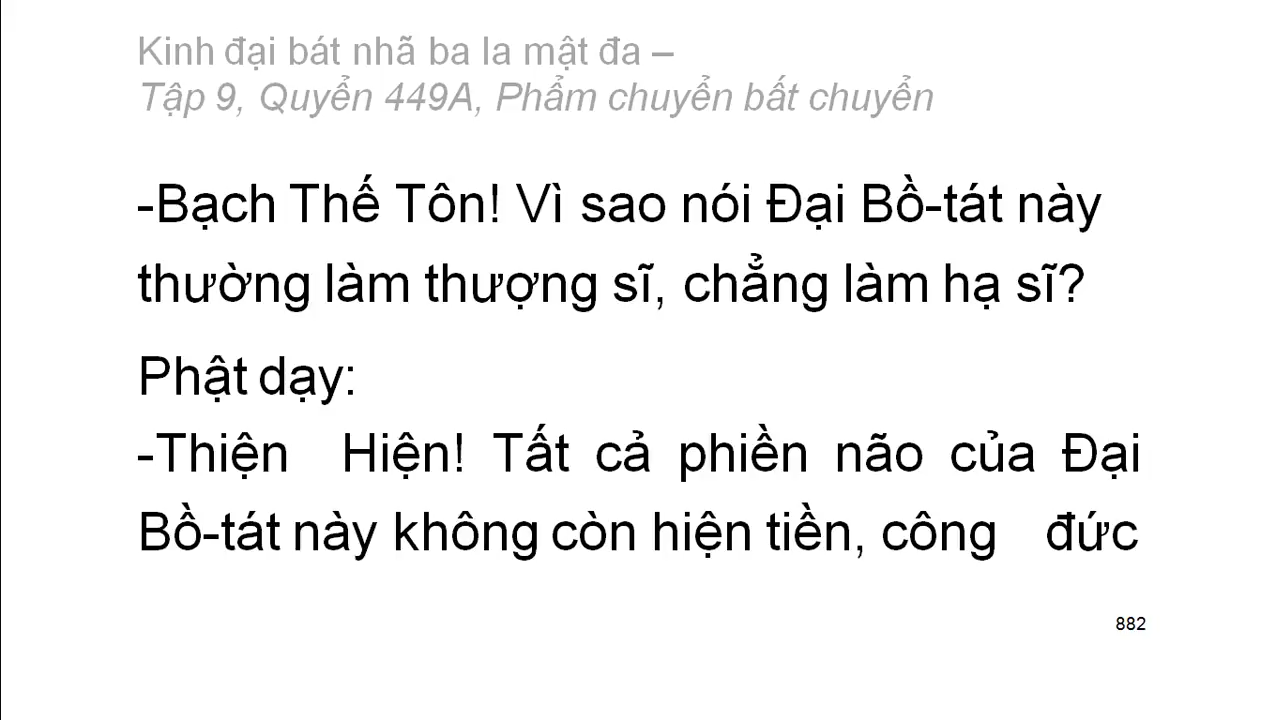 Kinh đại bát nhã ba la mật đa –
Tập 9, Quyển 449A, Phẩm chuyển bất chuyển
-Bạch Thế Tôn! Vì sao nói Đại Bồ-tát này
thường làm thượng sĩ, chẳng làm hạ sĩ?
Phật dạy:
-Thiện Hiện! Tất cả phiền não của Đại
Bồ-tát này không còn hiện tiền, công đức
882